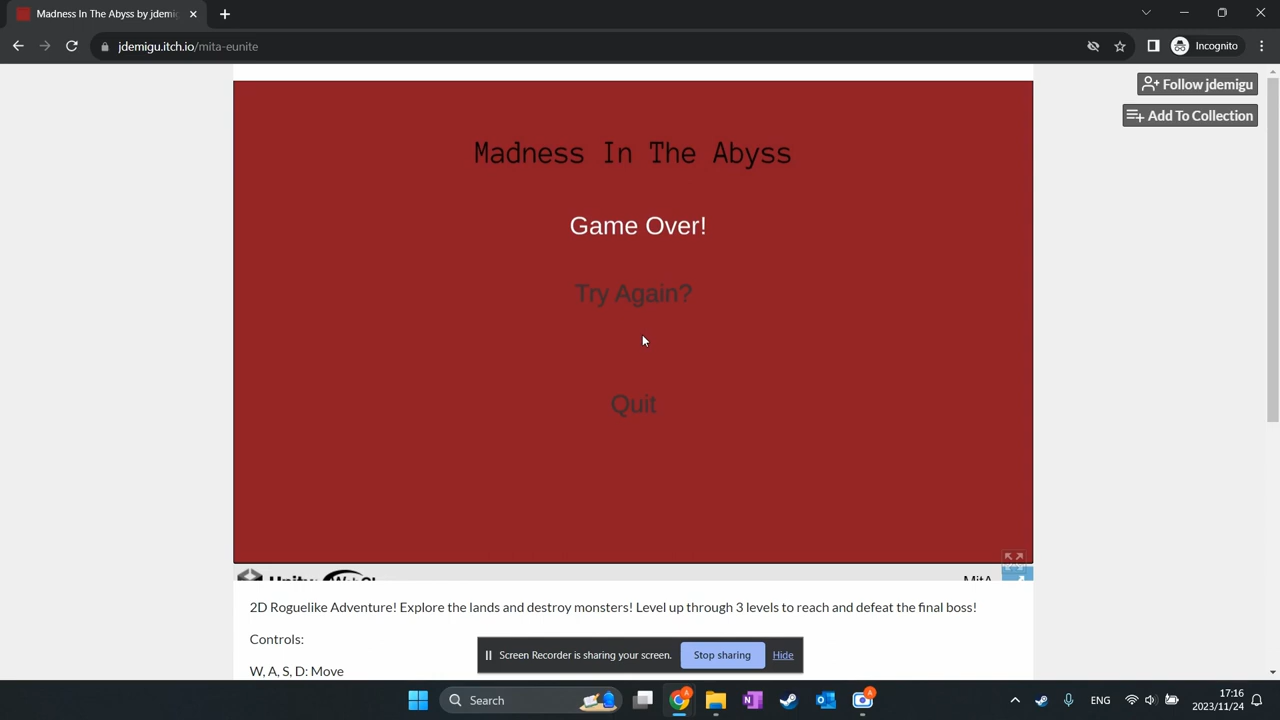 Madness In The Abyss by jdemig
jdemigu.itch.io/mita-eunite
Incognito
Follow jdemigu
Add To Collection
Madness In The Abyss
Game Over!
Try Again?
Quit
MitA
2D Roguelike Adventure! Explore the lands and destroy monsters! Level up through 3 levels to reach and defeat the final boss!
Controls:
W, A, S, D: Move
Screen Recorder is sharing your screen.
Stop sharing
Hide
Search
ENG
17:16
2023/11/24